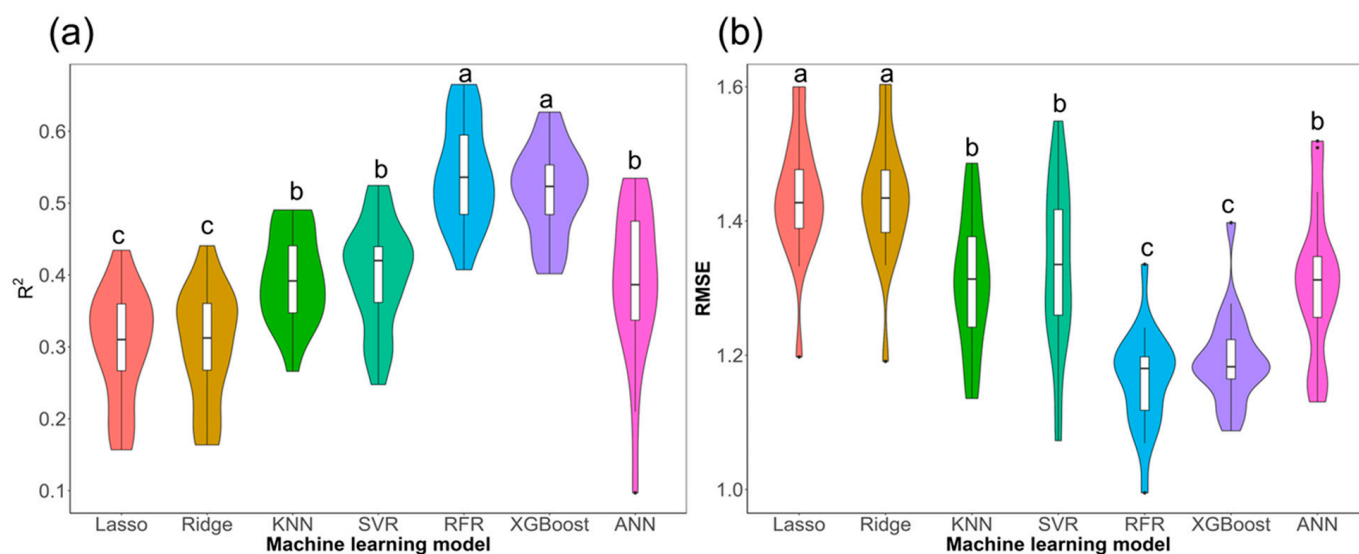 (a)
R²
0.6
0.5
0.4
0.3
0.2
0.1
c
c
b
b
a
a
b
Lasso Ridge KNN SVR RFR XGBoost ANN
Machine learning model
(b)
RMSE
1.6
1.4
1.2
1.0
a
a
b
b
c
c
b
Lasso Ridge KNN SVR RFR XGBoost ANN
Machine learning model